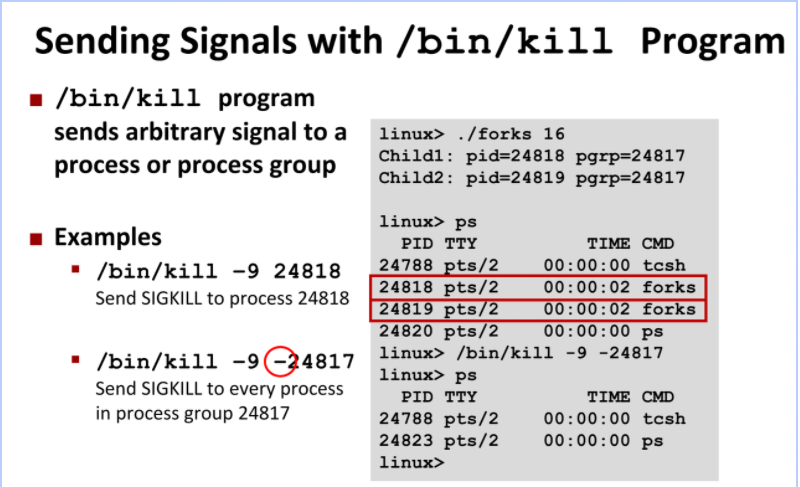 Sending Signals with /bin/kill Program
■ /bin/kill program
sends arbitrary signal to a
process or process group
■ Examples
▪ /bin/kill –9 24818
Send SIGKILL to process 24818
▪ /bin/kill –9 –24817
Send SIGKILL to every process
in process group 24817
linux> ./forks 16
Child1: pid=24818 pgrp=24817
Child2: pid=24819 pgrp=24817
linux> ps
  PID TTY          TIME CMD
24788 pts/2    00:00:00 tcsh
24818 pts/2    00:00:02 forks
24819 pts/2    00:00:02 forks
24820 pts/2    00:00:00 ps
linux> /bin/kill -9 -24817
linux> ps
  PID TTY          TIME CMD
24788 pts/2    00:00:00 tcsh
24823 pts/2    00:00:00 ps
linux>